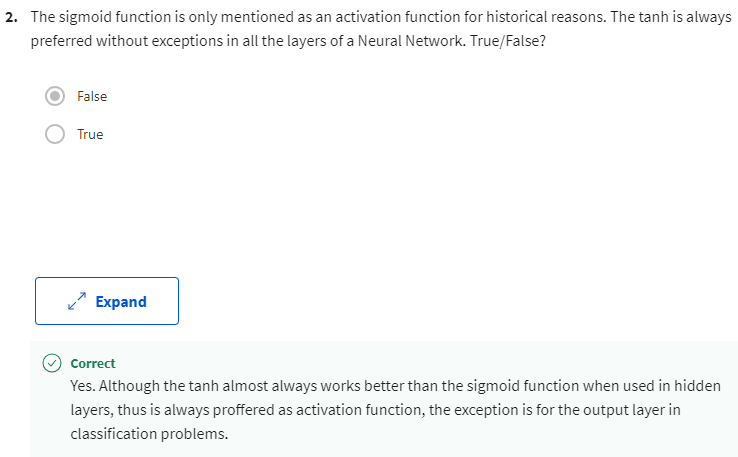 2. The sigmoid function is only mentioned as an activation function for historical reasons. The tanh is always
preferred without exceptions in all the layers of a Neural Network. True/False?
False
True
Expand
Correct
Yes. Although the tanh almost always works better than the sigmoid function when used in hidden
layers, thus is always proffered as activation function, the exception is for the output layer in
classification problems.